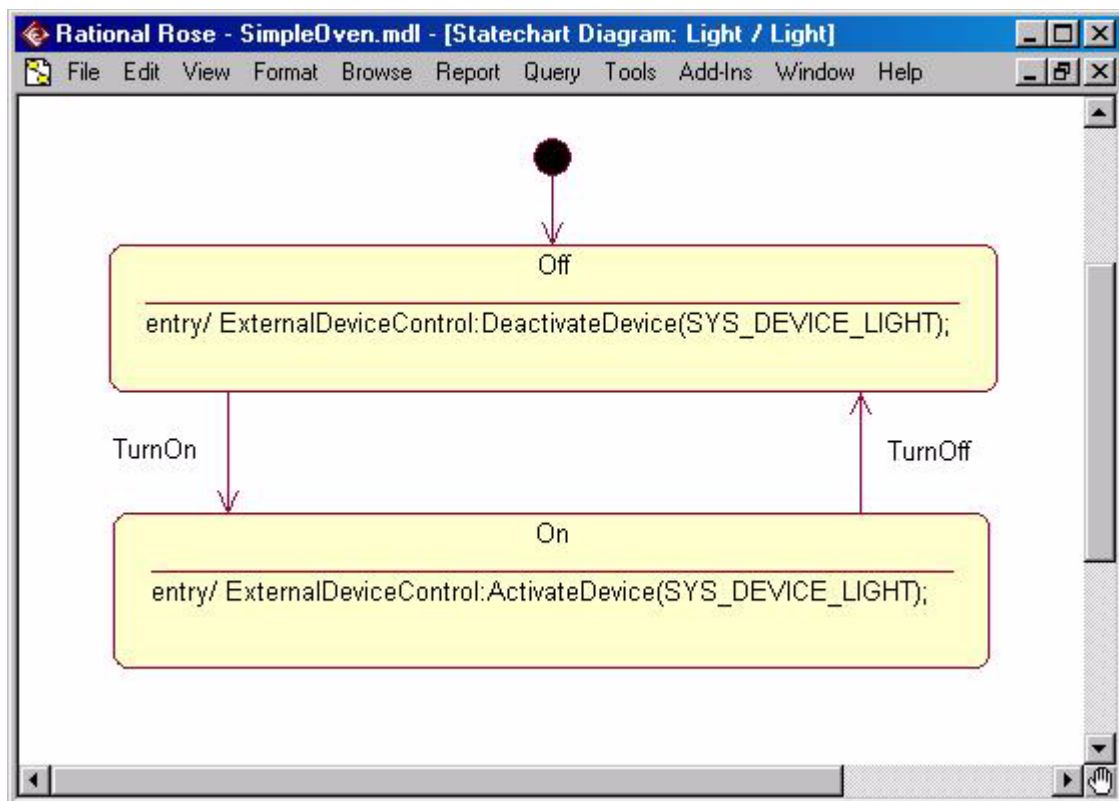 Rational Rose - SimpleOven.mdl - [Statechart Diagram: Light / Light]
File Edit View Format Browse Report Query Tools Add-Ins Window Help
Off
entry/ ExternalDeviceControl:DeactivateDevice(SYS_DEVICE_LIGHT);
TurnOn
TurnOff
On
entry/ ExternalDeviceControl:ActivateDevice(SYS_DEVICE_LIGHT);